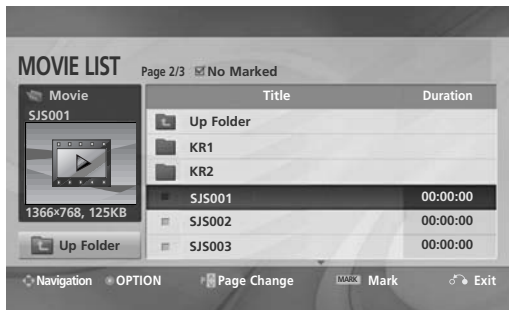 MOVIE LIST Page 2/3 No Marked
Movie
SJS001
1366×768, 125KB
Up Folder
Title Duration
Up Folder
KR1
KR2
SJS001 00:00:00
SJS002 00:00:00
SJS003 00:00:00
Navigation OPTION Page Change MARK Mark Exit